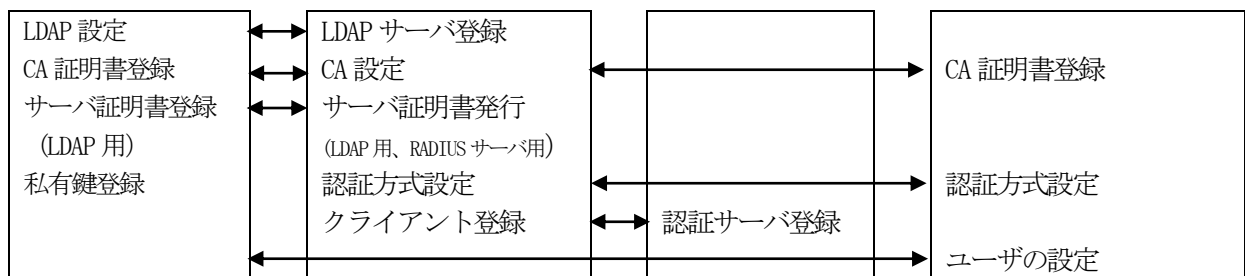 LDAP 設定
CA 証明書登録
サーバ証明書登録
(LDAP 用)
私有鍵登録
LDAP サーバ登録
CA 設定
サーバ証明書発行
(LDAP 用、RADIUS サーバ用)
認証方式設定
クライアント登録
認証サーバ登録
CA 証明書登録
認証方式設定
ユーザの設定